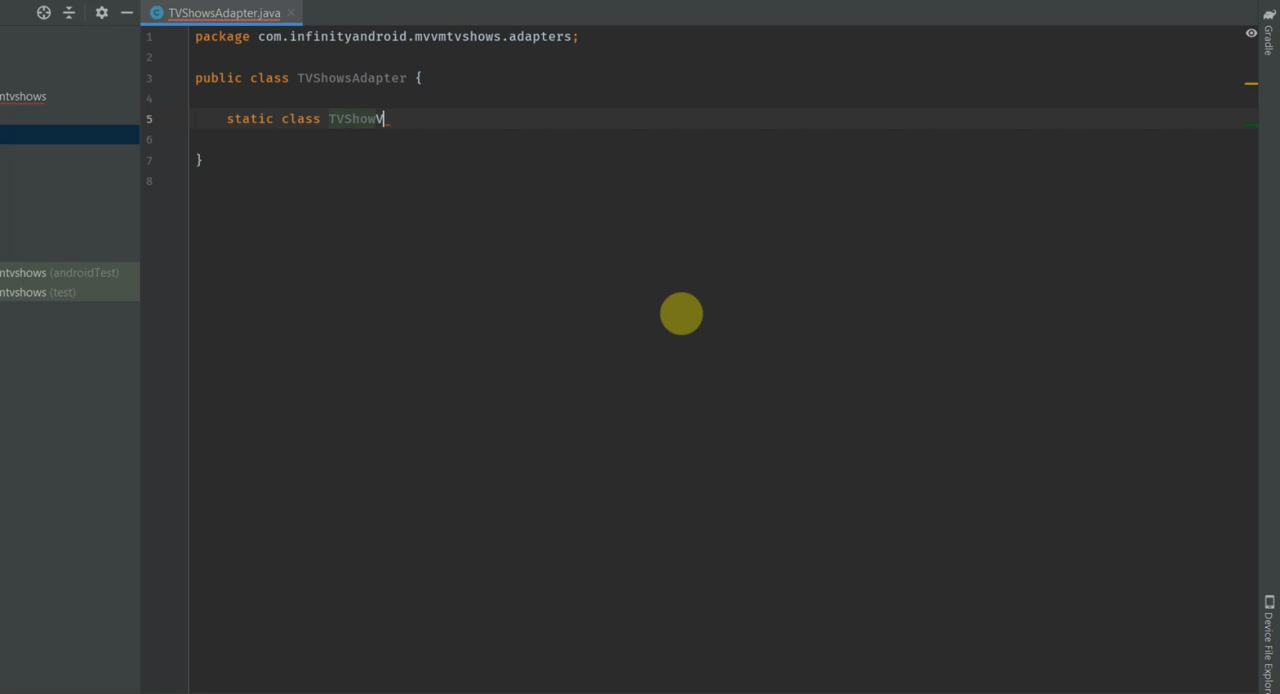 TVShowsAdapter.java
Gradle
1 package com.infinityandroid.mvvmtvshows.adapters;
2
3 public class TVShowsAdapter {
4
mtvshows
5 static class TVShowV
6
7 }
8
mtvshows (androidTest)
mtvshows (test)
Device File Explor